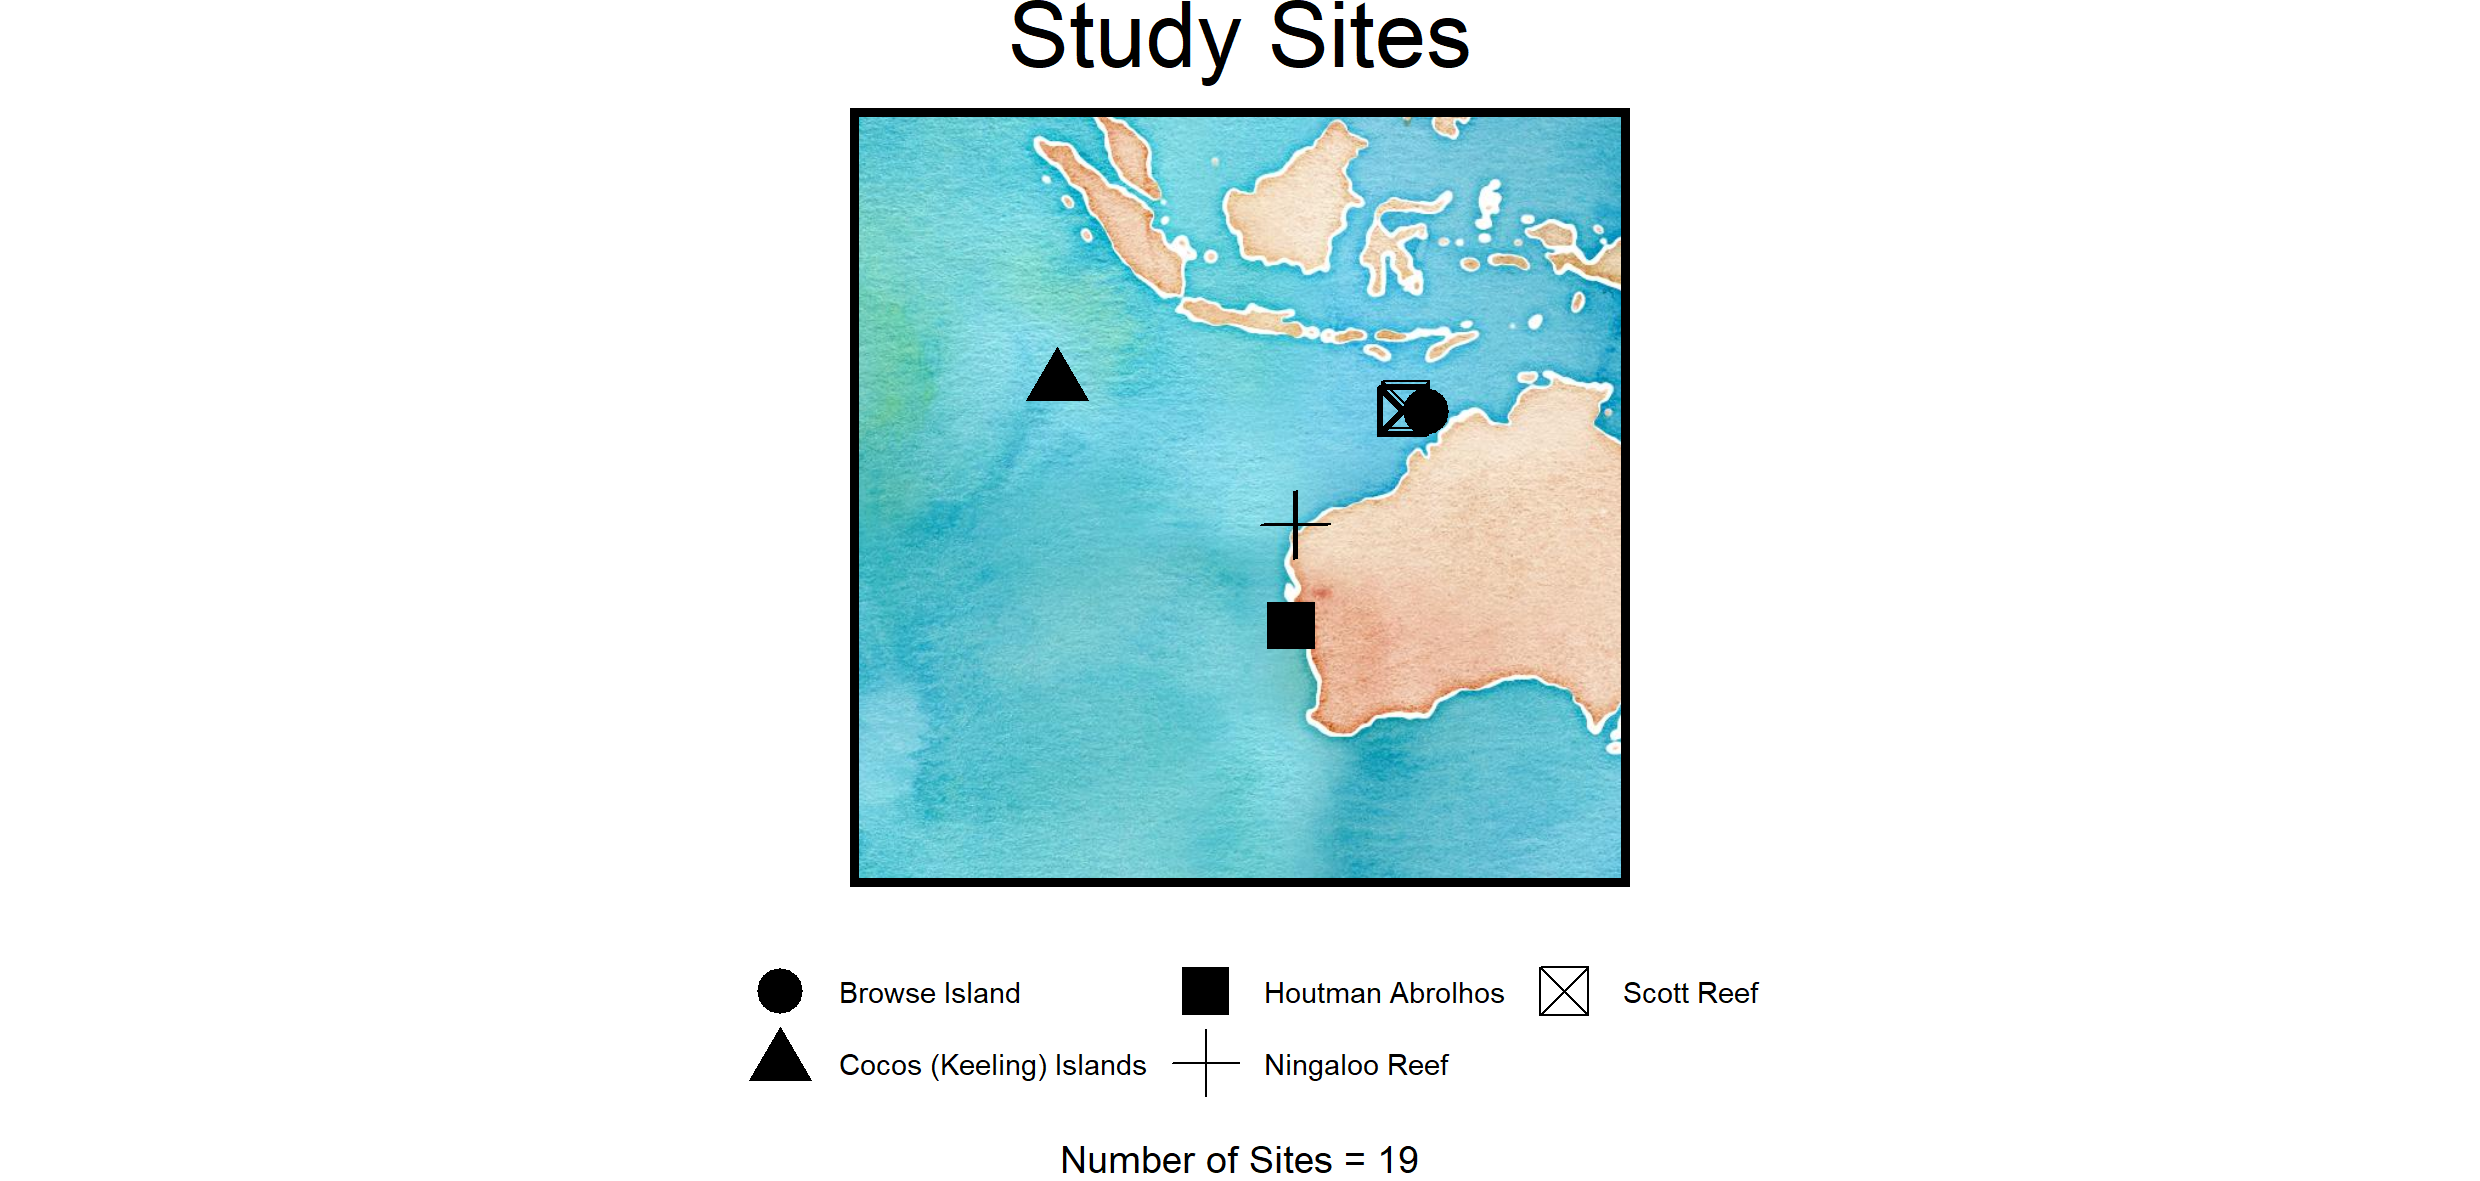 Study Sites
Browse Island
Houtman Abrolhos
Scott Reef
Cocos (Keeling) Islands
Ningaloo Reef
Number of Sites = 19